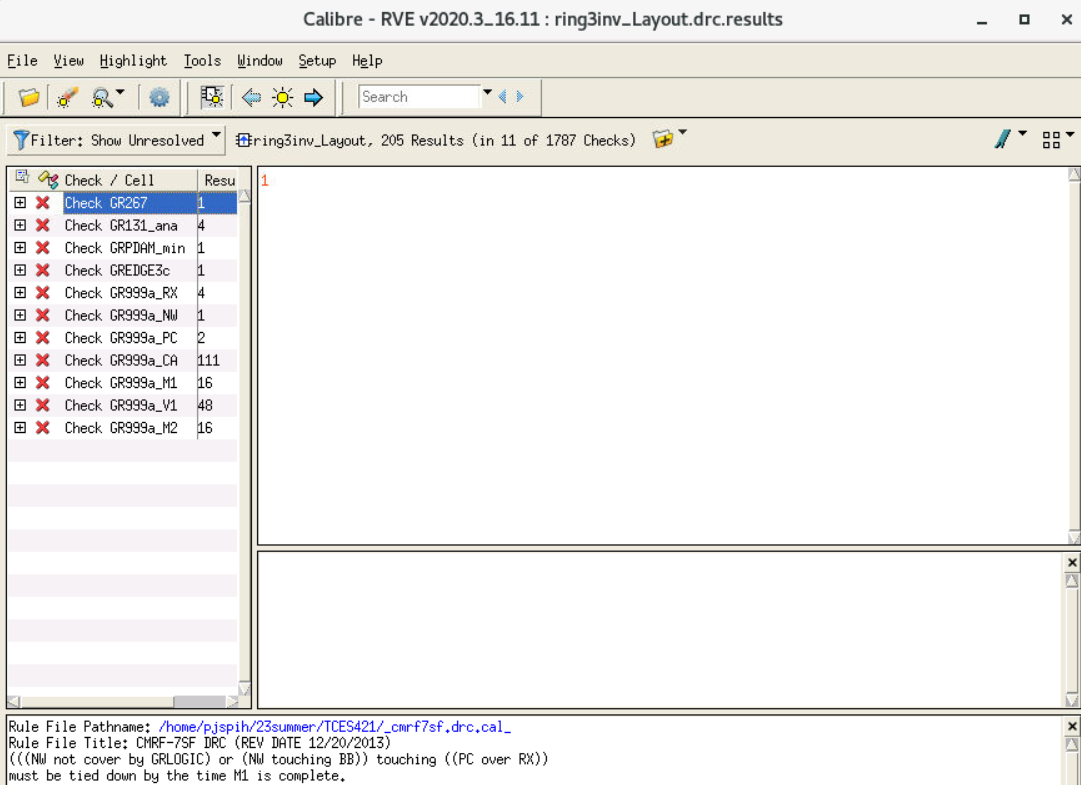 Calibre - RVE v2020.3_16.11 : ring3inv_Layout.drc.results
File View Highlight Tools Window Setup Help
Search
Filter: Show Unresolved
ring3inv_Layout, 205 Results (in 11 of 1787 Checks)
Check / Cell Resu
Check GR267 1
Check GR131_ana 4
Check GRPDAM_min 1
Check GREDGE3c 1
Check GR999a_RX 4
Check GR999a_NW 1
Check GR999a_PC 2
Check GR999a_CA 111
Check GR999a_M1 16
Check GR999a_V1 48
Check GR999a_M2 16
1
Rule File Pathname: /home/pjspih/23summer/TCES421/_cmrf7sf.drc.cal_
Rule File Title: CMRF-7SF DRC (REV DATE 12/20/2013)
(((NW not cover by GRLOGIC) or (NW touching BB)) touching ((PC over RX))
must be tied down by the time M1 is complete.